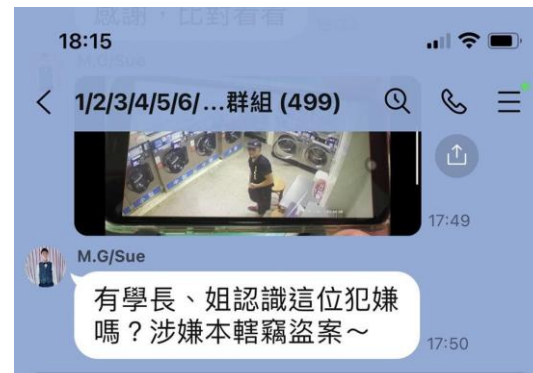 感謝，比對看看
18:15
M.G/Sue
1/2/3/4/5/6/...群組 (499)
17:49
M.G/Sue
有學長、姐認識這位犯嫌
嗎？涉嫌本轄竊盜案～
17:50